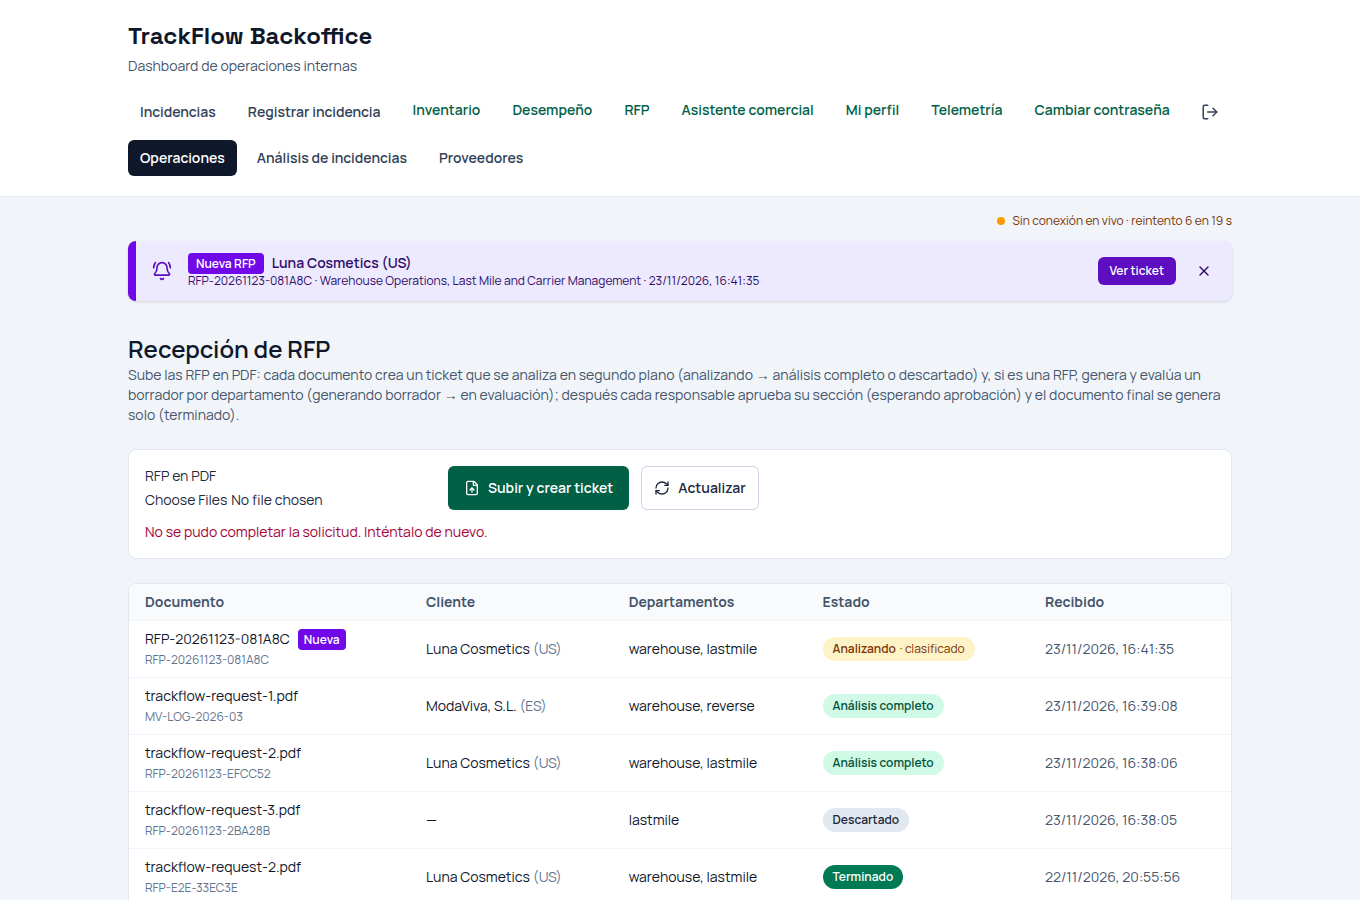 TrackFlow Backoffice
Dashboard de operaciones internas
Incidencias Registrar incidencia Inventario Desempeño RFP Asistente comercial Mi perfil Telemetría Cambiar contraseña
Operaciones Análisis de incidencias Proveedores
Sin conexión en vivo · reintento 6 en 19 s
Nueva RFP Luna Cosmetics (US)
RFP-20261123-081A8C · Warehouse Operations, Last Mile and Carrier Management · 23/11/2026, 16:41:35
Ver ticket
Recepción de RFP
Sube las RFP en PDF: cada documento crea un ticket que se analiza en segundo plano (analizando → análisis completo o descartado) y, si es una RFP, genera y evalúa un
borrador por departamento (generando borrador → en evaluación); después cada responsable aprueba su sección (esperando aprobación) y el documento final se genera
solo (terminado).
RFP en PDF
Choose Files No file chosen
Subir y crear ticket
Actualizar
No se pudo completar la solicitud. Inténtalo de nuevo.
Documento Cliente Departamentos Estado Recibido
RFP-20261123-081A8C Nueva
RFP-20261123-081A8C
Luna Cosmetics (US) warehouse, lastmile Analizando · clasificado 23/11/2026, 16:41:35
trackflow-request-1.pdf
MV-LOG-2026-03
ModaViva, S.L. (ES) warehouse, reverse Análisis completo 23/11/2026, 16:39:08
trackflow-request-2.pdf
RFP-20261123-EFCC52
Luna Cosmetics (US) warehouse, lastmile Análisis completo 23/11/2026, 16:38:06
trackflow-request-3.pdf
RFP-20261123-2BA28B
— lastmile Descartado 23/11/2026, 16:38:05
trackflow-request-2.pdf
RFP-E2E-33EC3E
Luna Cosmetics (US) warehouse, lastmile Terminado 22/11/2026, 20:55:56